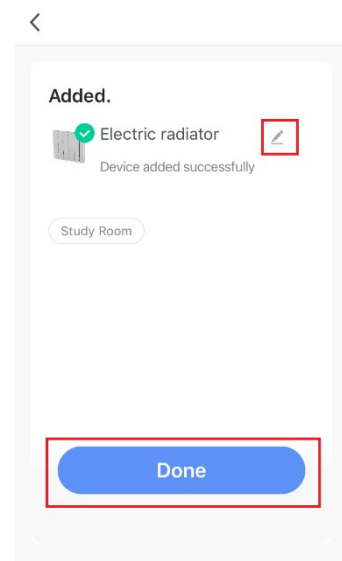 Added.
Electric radiator
Device added successfully
Study Room
Done